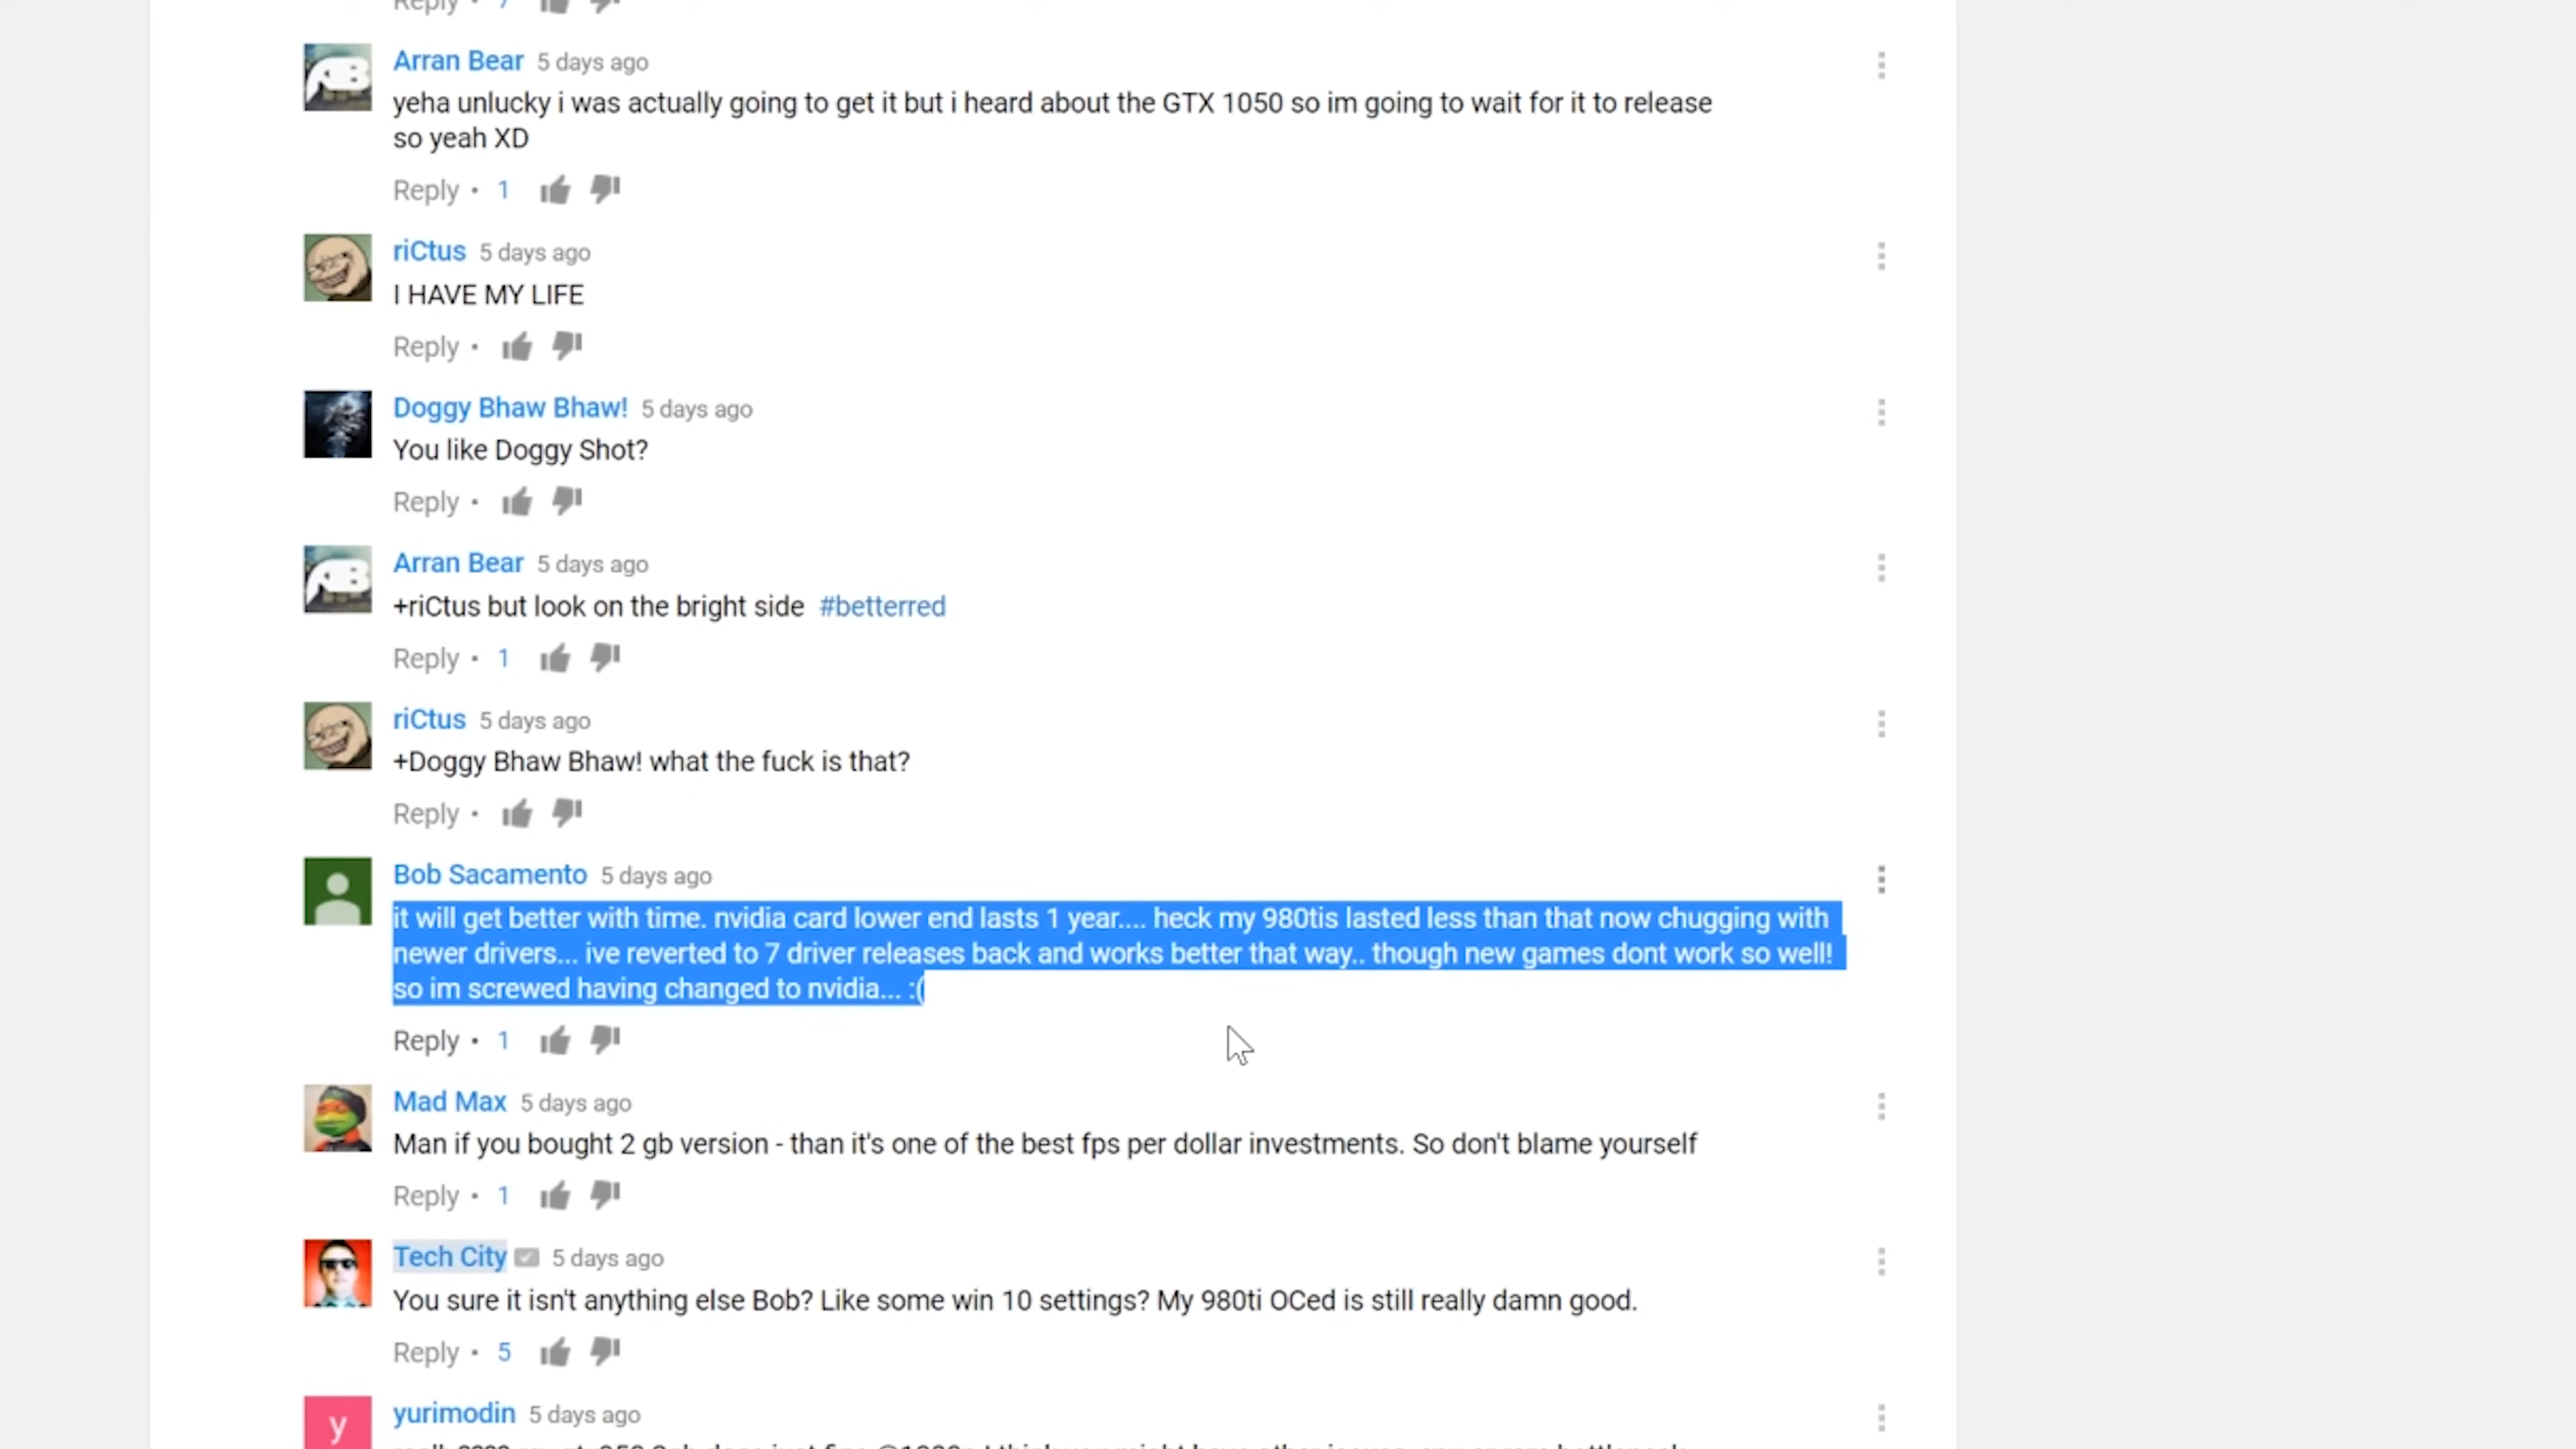 Reply • 7
Arran Bear 5 days ago
yeha unlucky i was actually going to get it but i heard about the GTX 1050 so im going to wait for it to release
so yeah XD
Reply • 1
riCtus 5 days ago
I HAVE MY LIFE
Reply •
Doggy Bhaw Bhaw! 5 days ago
You like Doggy Shot?
Reply •
Arran Bear 5 days ago
+riCtus but look on the bright side #betterred
Reply • 1
riCtus 5 days ago
+Doggy Bhaw Bhaw! what the fuck is that?
Reply •
Bob Sacamento 5 days ago
it will get better with time. nvidia card lower end lasts 1 year.... heck my 980tis lasted less than that now chugging with
newer drivers... ive reverted to 7 driver releases back and works better that way.. though new games dont work so well!
so im screwed having changed to nvidia... :(
Reply • 1
Mad Max 5 days ago
Man if you bought 2 gb version - than it's one of the best fps per dollar investments. So don't blame yourself
Reply • 1
Tech City 5 days ago
You sure it isn't anything else Bob? Like some win 10 settings? My 980ti OCed is still really damn good.
Reply • 5
y
yurimodin 5 days ago